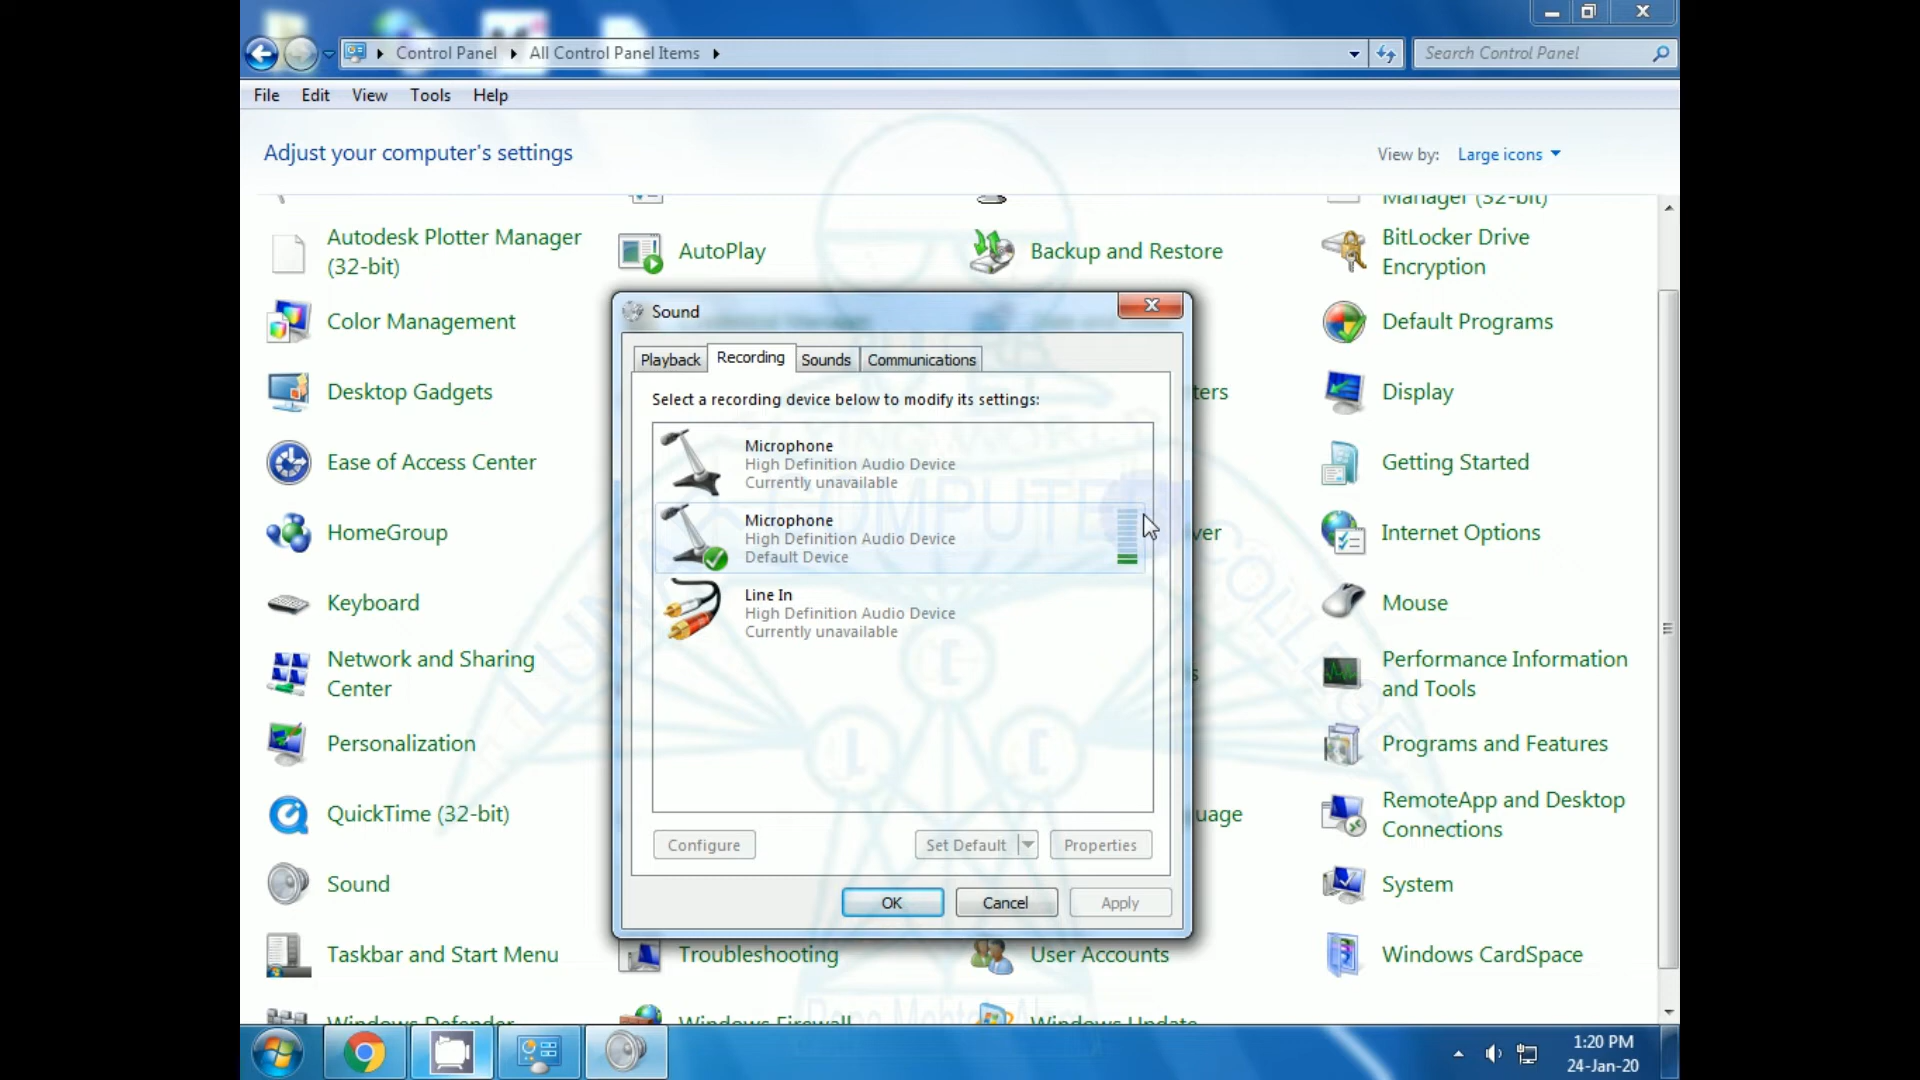 Control Panel
All Control Panel Items
Search Control Panel
File
Edit
View
Tools
Help
Adjust your computer's settings
View by:
Large icons
Manager (32-bit)
Autodesk Plotter Manager
(32-bit)
AutoPlay
Backup and Restore
BitLocker Drive
Encryption
Color Management
Default Programs
Desktop Gadgets
ters
Display
Ease of Access Center
Getting Started
HomeGroup
ver
Internet Options
Keyboard
Mouse
Network and Sharing
Center
s
Performance Information
and Tools
Personalization
Programs and Features
QuickTime (32-bit)
uage
RemoteApp and Desktop
Connections
Sound
System
Taskbar and Start Menu
Troubleshooting
User Accounts
Windows CardSpace
Windows Defender
Windows Firewall
Windows Update
Sound
Playback
Recording
Sounds
Communications
Select a recording device below to modify its settings:
Microphone
High Definition Audio Device
Currently unavailable
Microphone
High Definition Audio Device
Default Device
Line In
High Definition Audio Device
Currently unavailable
Configure
Set Default
Properties
OK
Cancel
Apply
COMPUTER
COLLEGE
1:20 PM
24-Jan-20